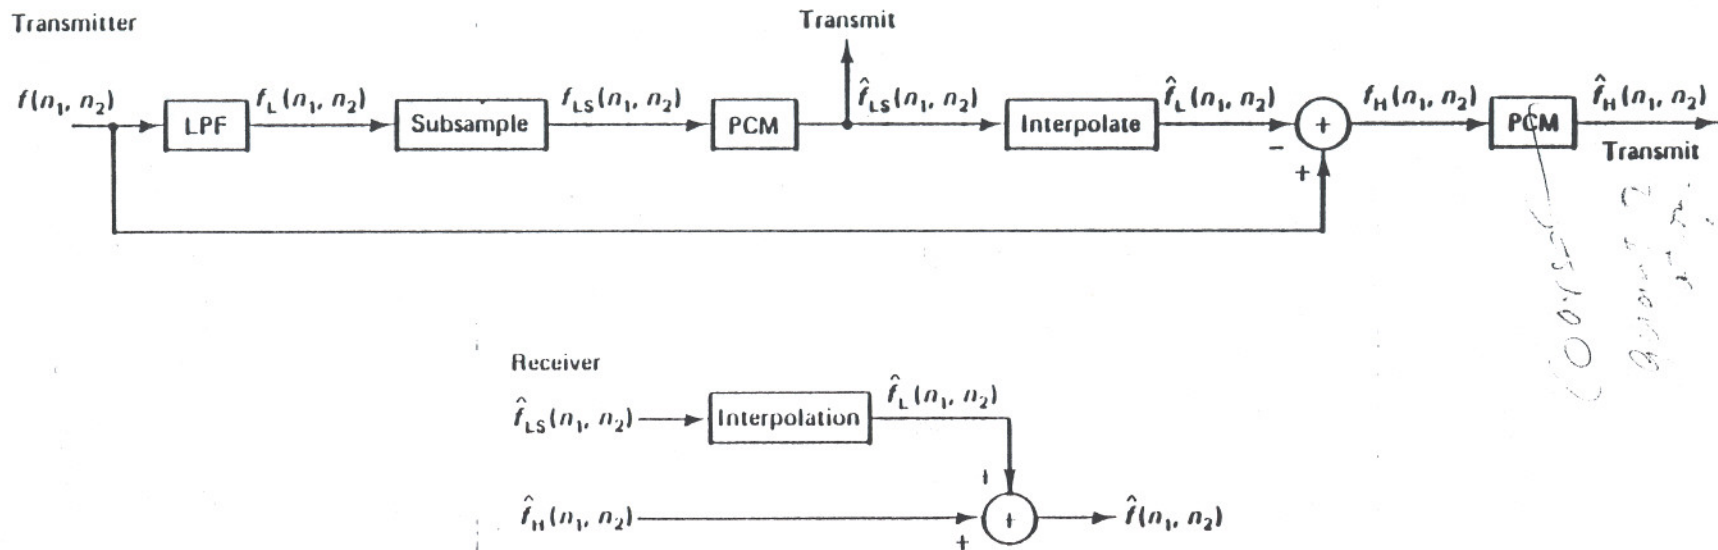 Transmitter
Transmit
f(n₁, n₂)
LPF
f_L(n₁, n₂)
Subsample
f_LS(n₁, n₂)
PCM
f̂_LS(n₁, n₂)
Interpolate
f̂_L(n₁, n₂)
+
−
+
f_H(n₁, n₂)
PCM
f̂_H(n₁, n₂)
Transmit
Receiver
f̂_LS(n₁, n₂)
Interpolation
f̂_L(n₁, n₂)
+
f̂_H(n₁, n₂)
+
+
f̂(n₁, n₂)